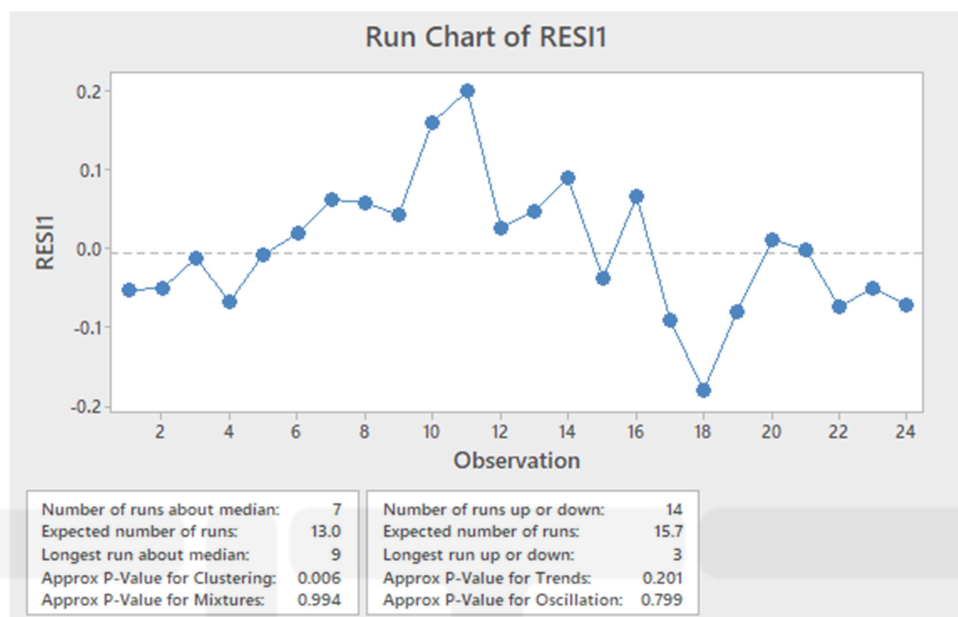 Run Chart of RESI1
0.2
0.1
0.0
-0.1
-0.2
RESI1
2 4 6 8 10 12 14 16 18 20 22 24
Observation
Number of runs about median: 7
Expected number of runs: 13.0
Longest run about median: 9
Approx P-Value for Clustering: 0.006
Approx P-Value for Mixtures: 0.994
Number of runs up or down: 14
Expected number of runs: 15.7
Longest run up or down: 3
Approx P-Value for Trends: 0.201
Approx P-Value for Oscillation: 0.799